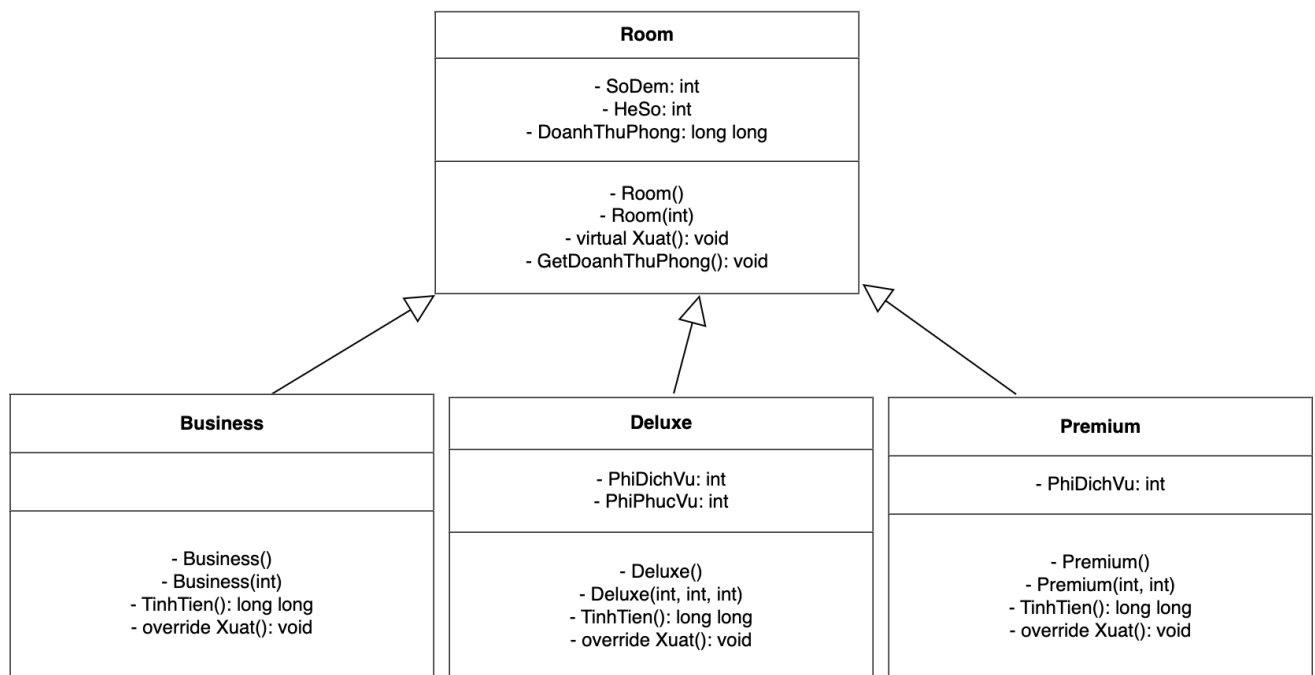 Room
- SoDem: int
- HeSo: int
- DoanhThuPhong: long long
- Room()
- Room(int)
- virtual Xuat(): void
- GetDoanhThuPhong(): void
Business
- Business()
- Business(int)
- TinhTien(): long long
- override Xuat(): void
Deluxe
- PhiDichVu: int
- PhiPhucVu: int
- Deluxe()
- Deluxe(int, int, int)
- TinhTien(): long long
- override Xuat(): void
Premium
- PhiDichVu: int
- Premium()
- Premium(int, int)
- TinhTien(): long long
- override Xuat(): void